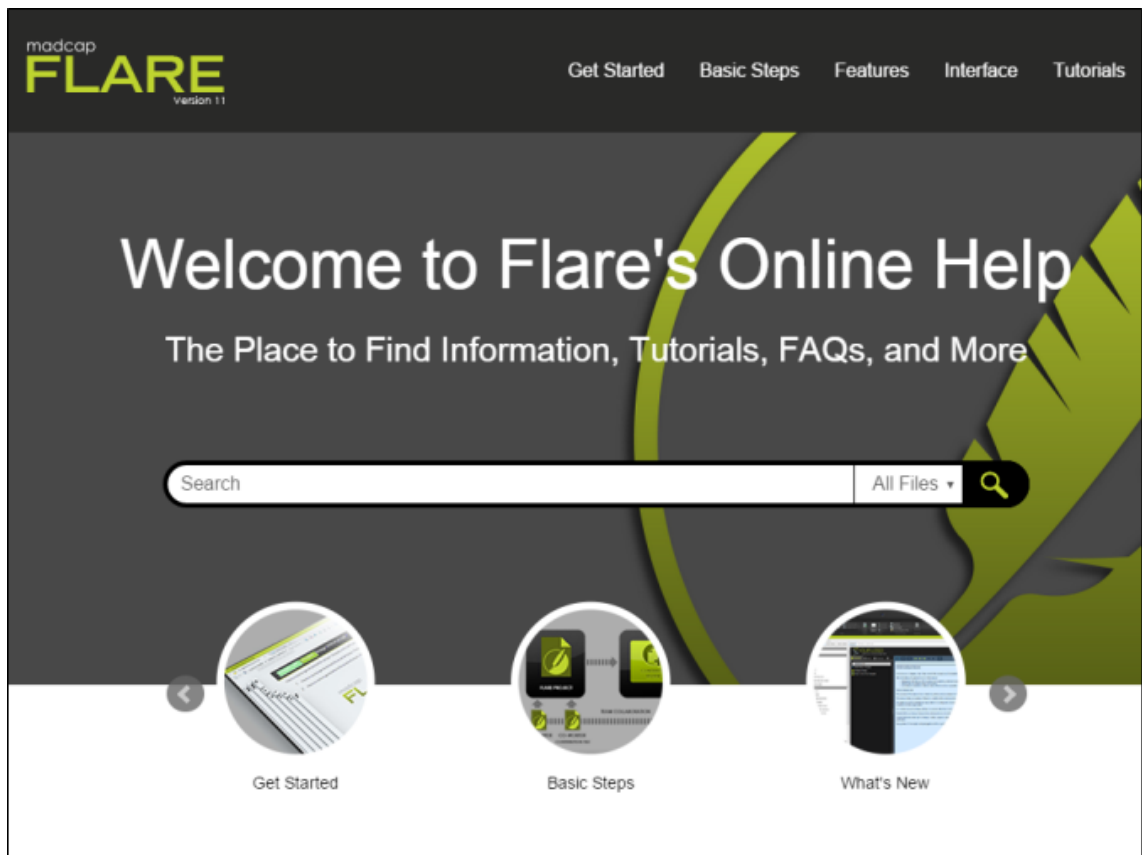 madcap
FLARE
Version 11
Get Started Basic Steps Features Interface Tutorials
Welcome to Flare's Online Help
The Place to Find Information, Tutorials, FAQs, and More
Search All Files
Get Started Basic Steps What's New